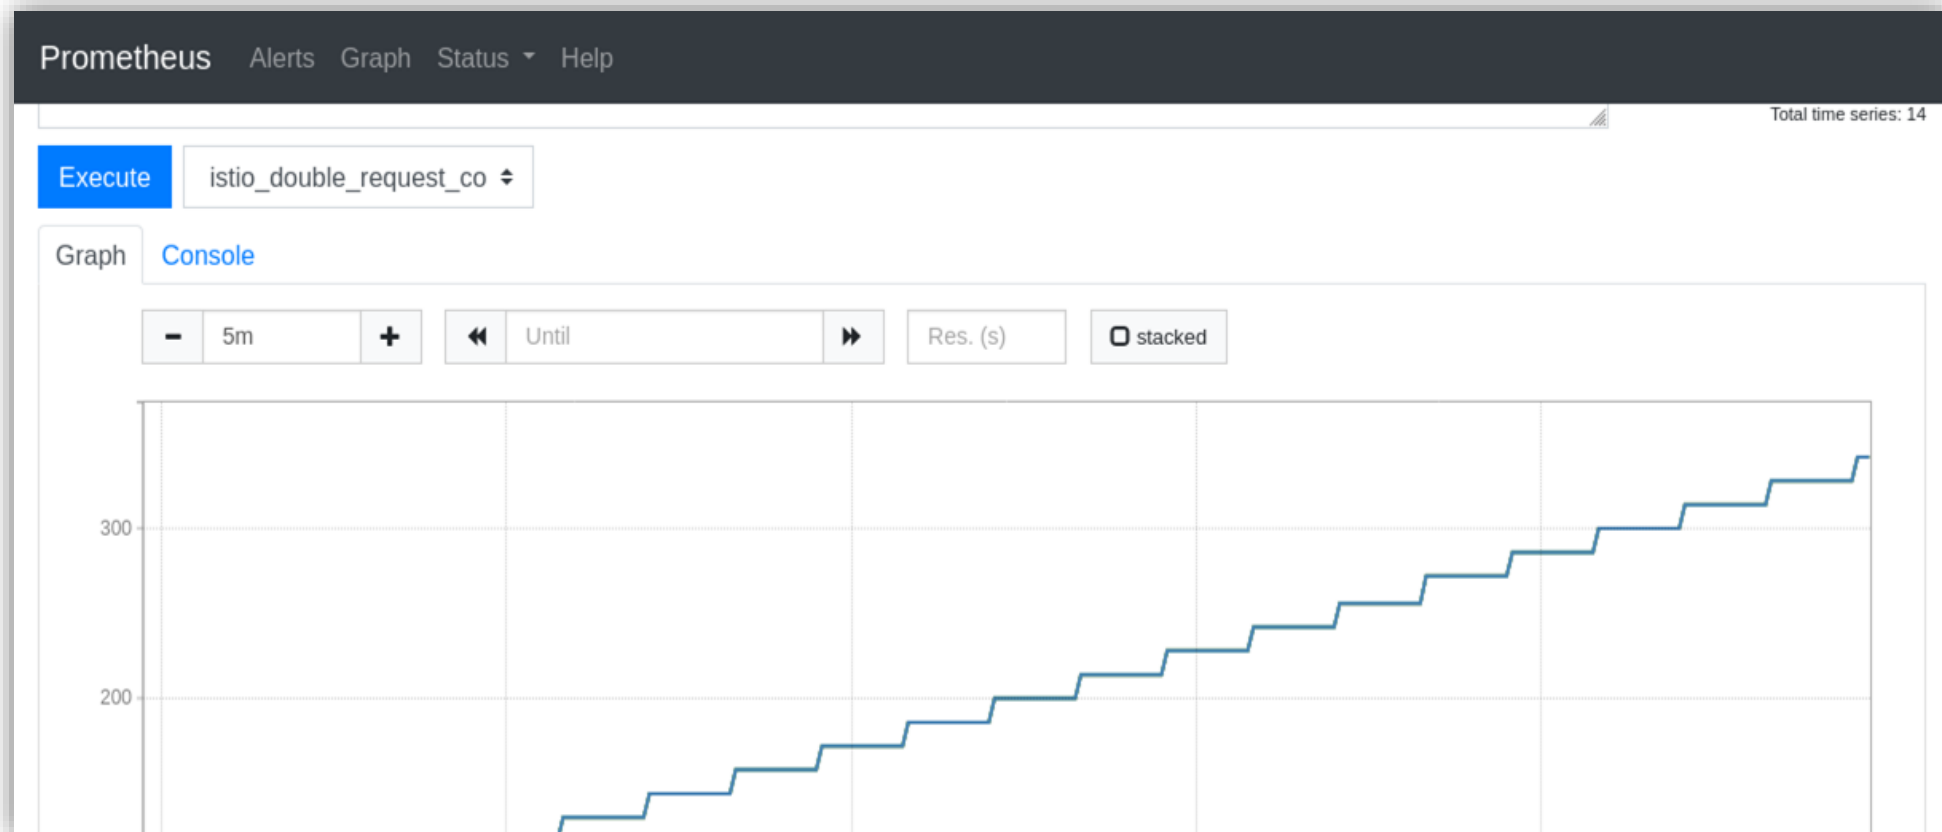 Prometheus Alerts Graph Status Help
Total time series: 14
Execute istio_double_request_co
Graph Console
5m Until Res. (s) stacked
300
200